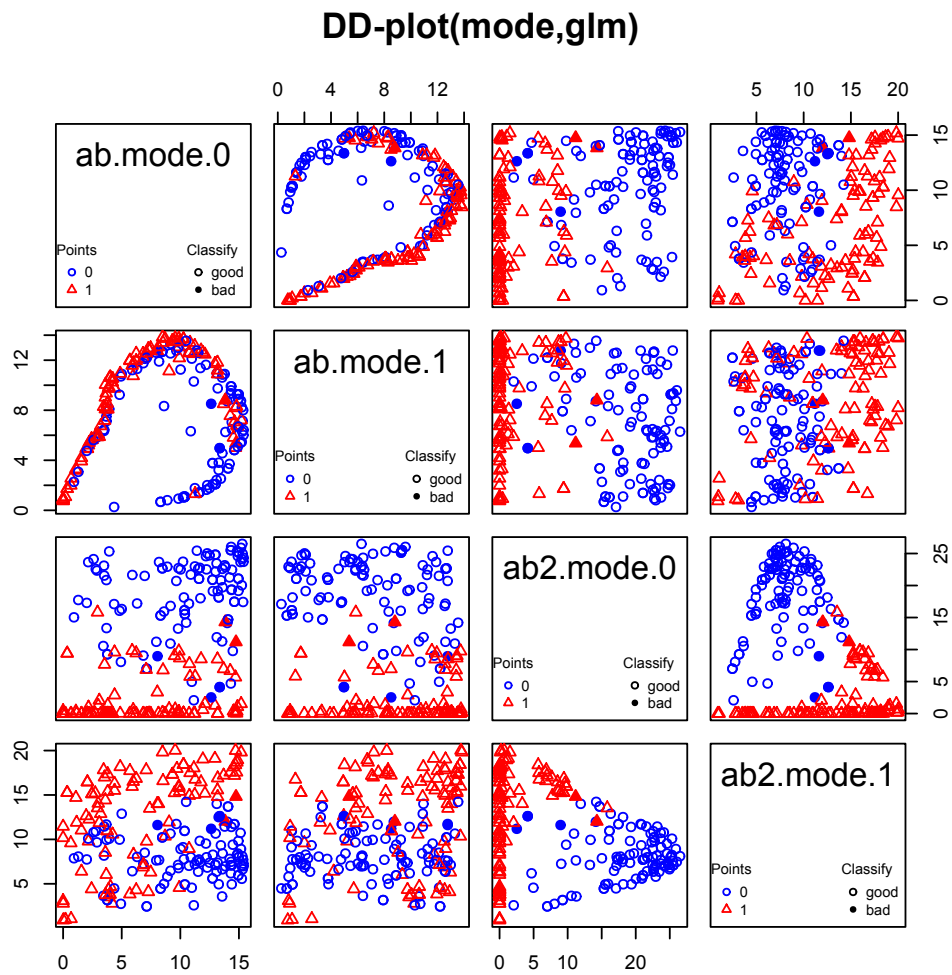 DD-plot(mode,glm)
0 4 8 12
5 10 15 20
ab.mode.0
Points Classify
0 good
1 bad
0 5 10 15
0 4 8 12
ab.mode.1
Points Classify
0 good
1 bad
ab2.mode.0
Points Classify
0 good
1 bad
0 5 15 25
5 10 15 20
ab2.mode.1
Points Classify
0 good
1 bad
0 5 10 15
0 5 10 20